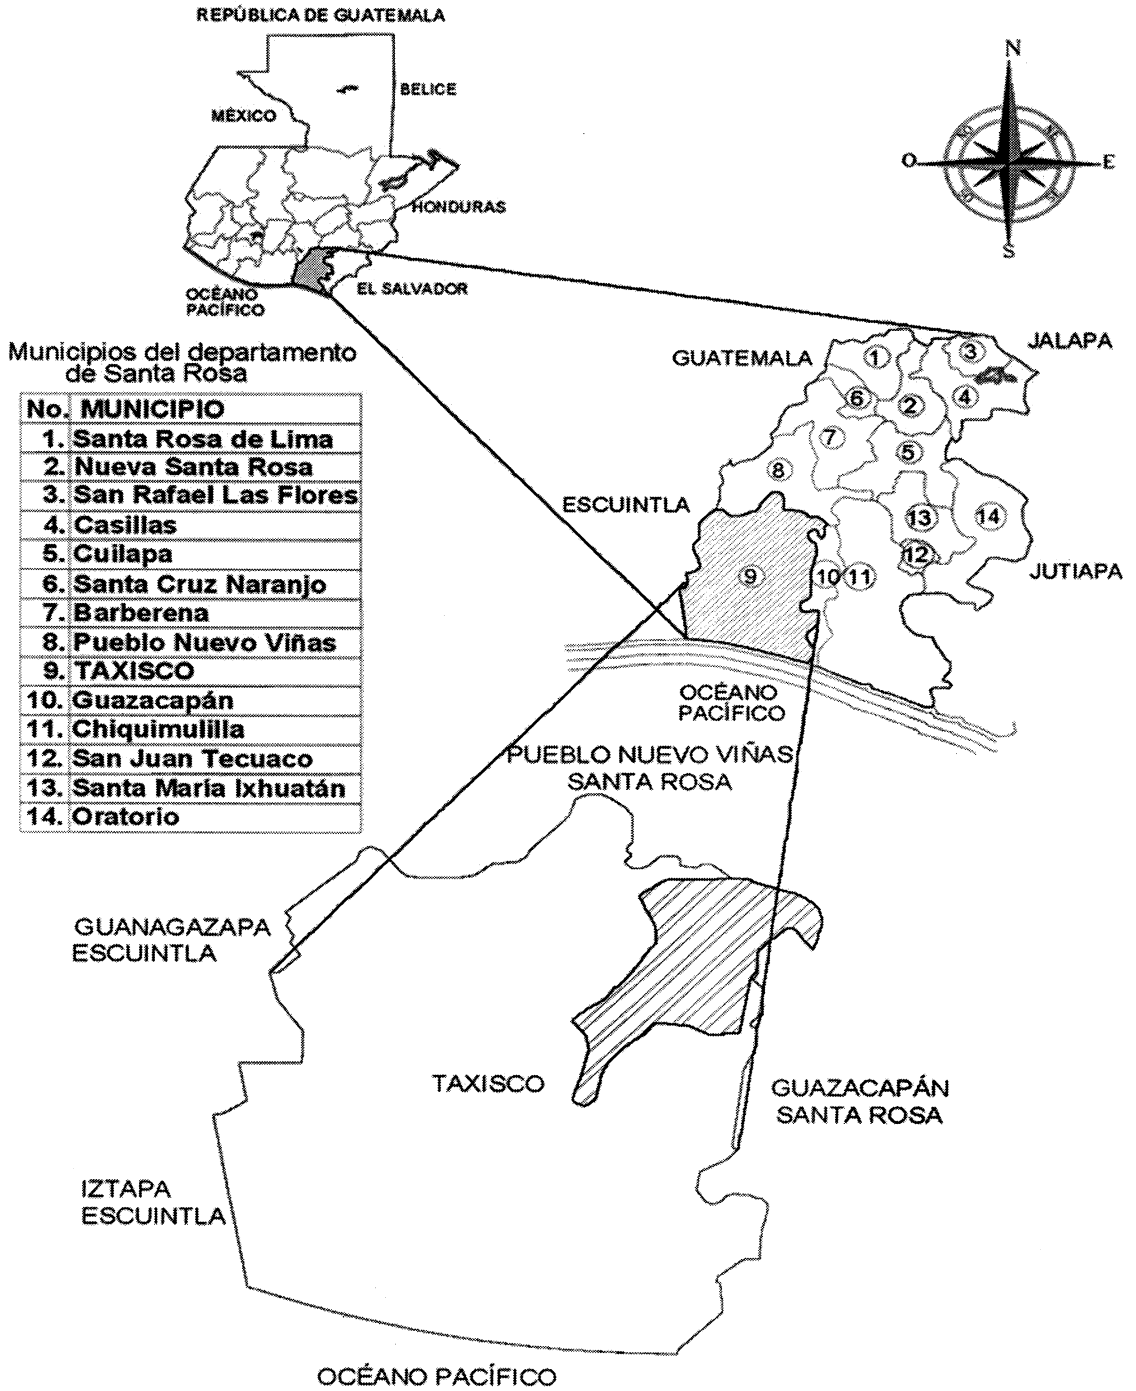 REPÚBLICA DE GUATEMALA
BELICE
MÉXICO
HONDURAS
EL SALVADOR
OCÉANO
PACÍFICO
N
O
E
S
NO
NE
Municipios del departamento
de Santa Rosa
No. MUNICIPIO
1. Santa Rosa de Lima
2. Nueva Santa Rosa
3. San Rafael Las Flores
4. Casillas
5. Cuilapa
6. Santa Cruz Naranjo
7. Barberena
8. Pueblo Nuevo Viñas
9. TAXISCO
10. Guazacapán
11. Chiquimulilla
12. San Juan Tecuaco
13. Santa María Ixhuatán
14. Oratorio
GUATEMALA
JALAPA
ESCUINTLA
JUTIAPA
1
3
6
2
4
7
5
8
13
14
12
9
10
11
OCÉANO
PACÍFICO
PUEBLO NUEVO VIÑAS
SANTA ROSA
GUANAGAZAPA
ESCUINTLA
TAXISCO
GUAZACAPÁN
SANTA ROSA
IZTAPA
ESCUINTLA
OCÉANO PACÍFICO